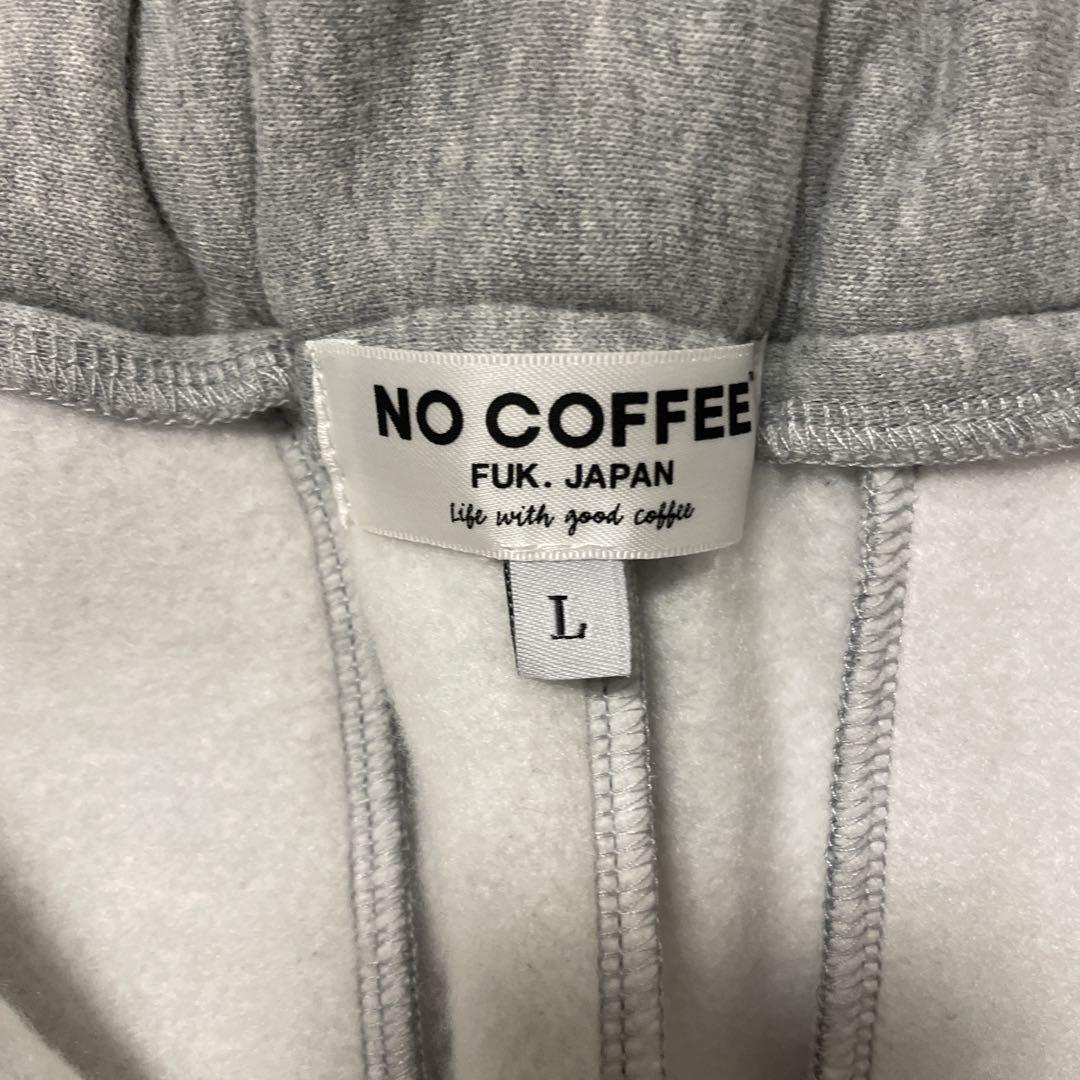 NO COFFEE
FUK. JAPAN
Life with good coffee
L